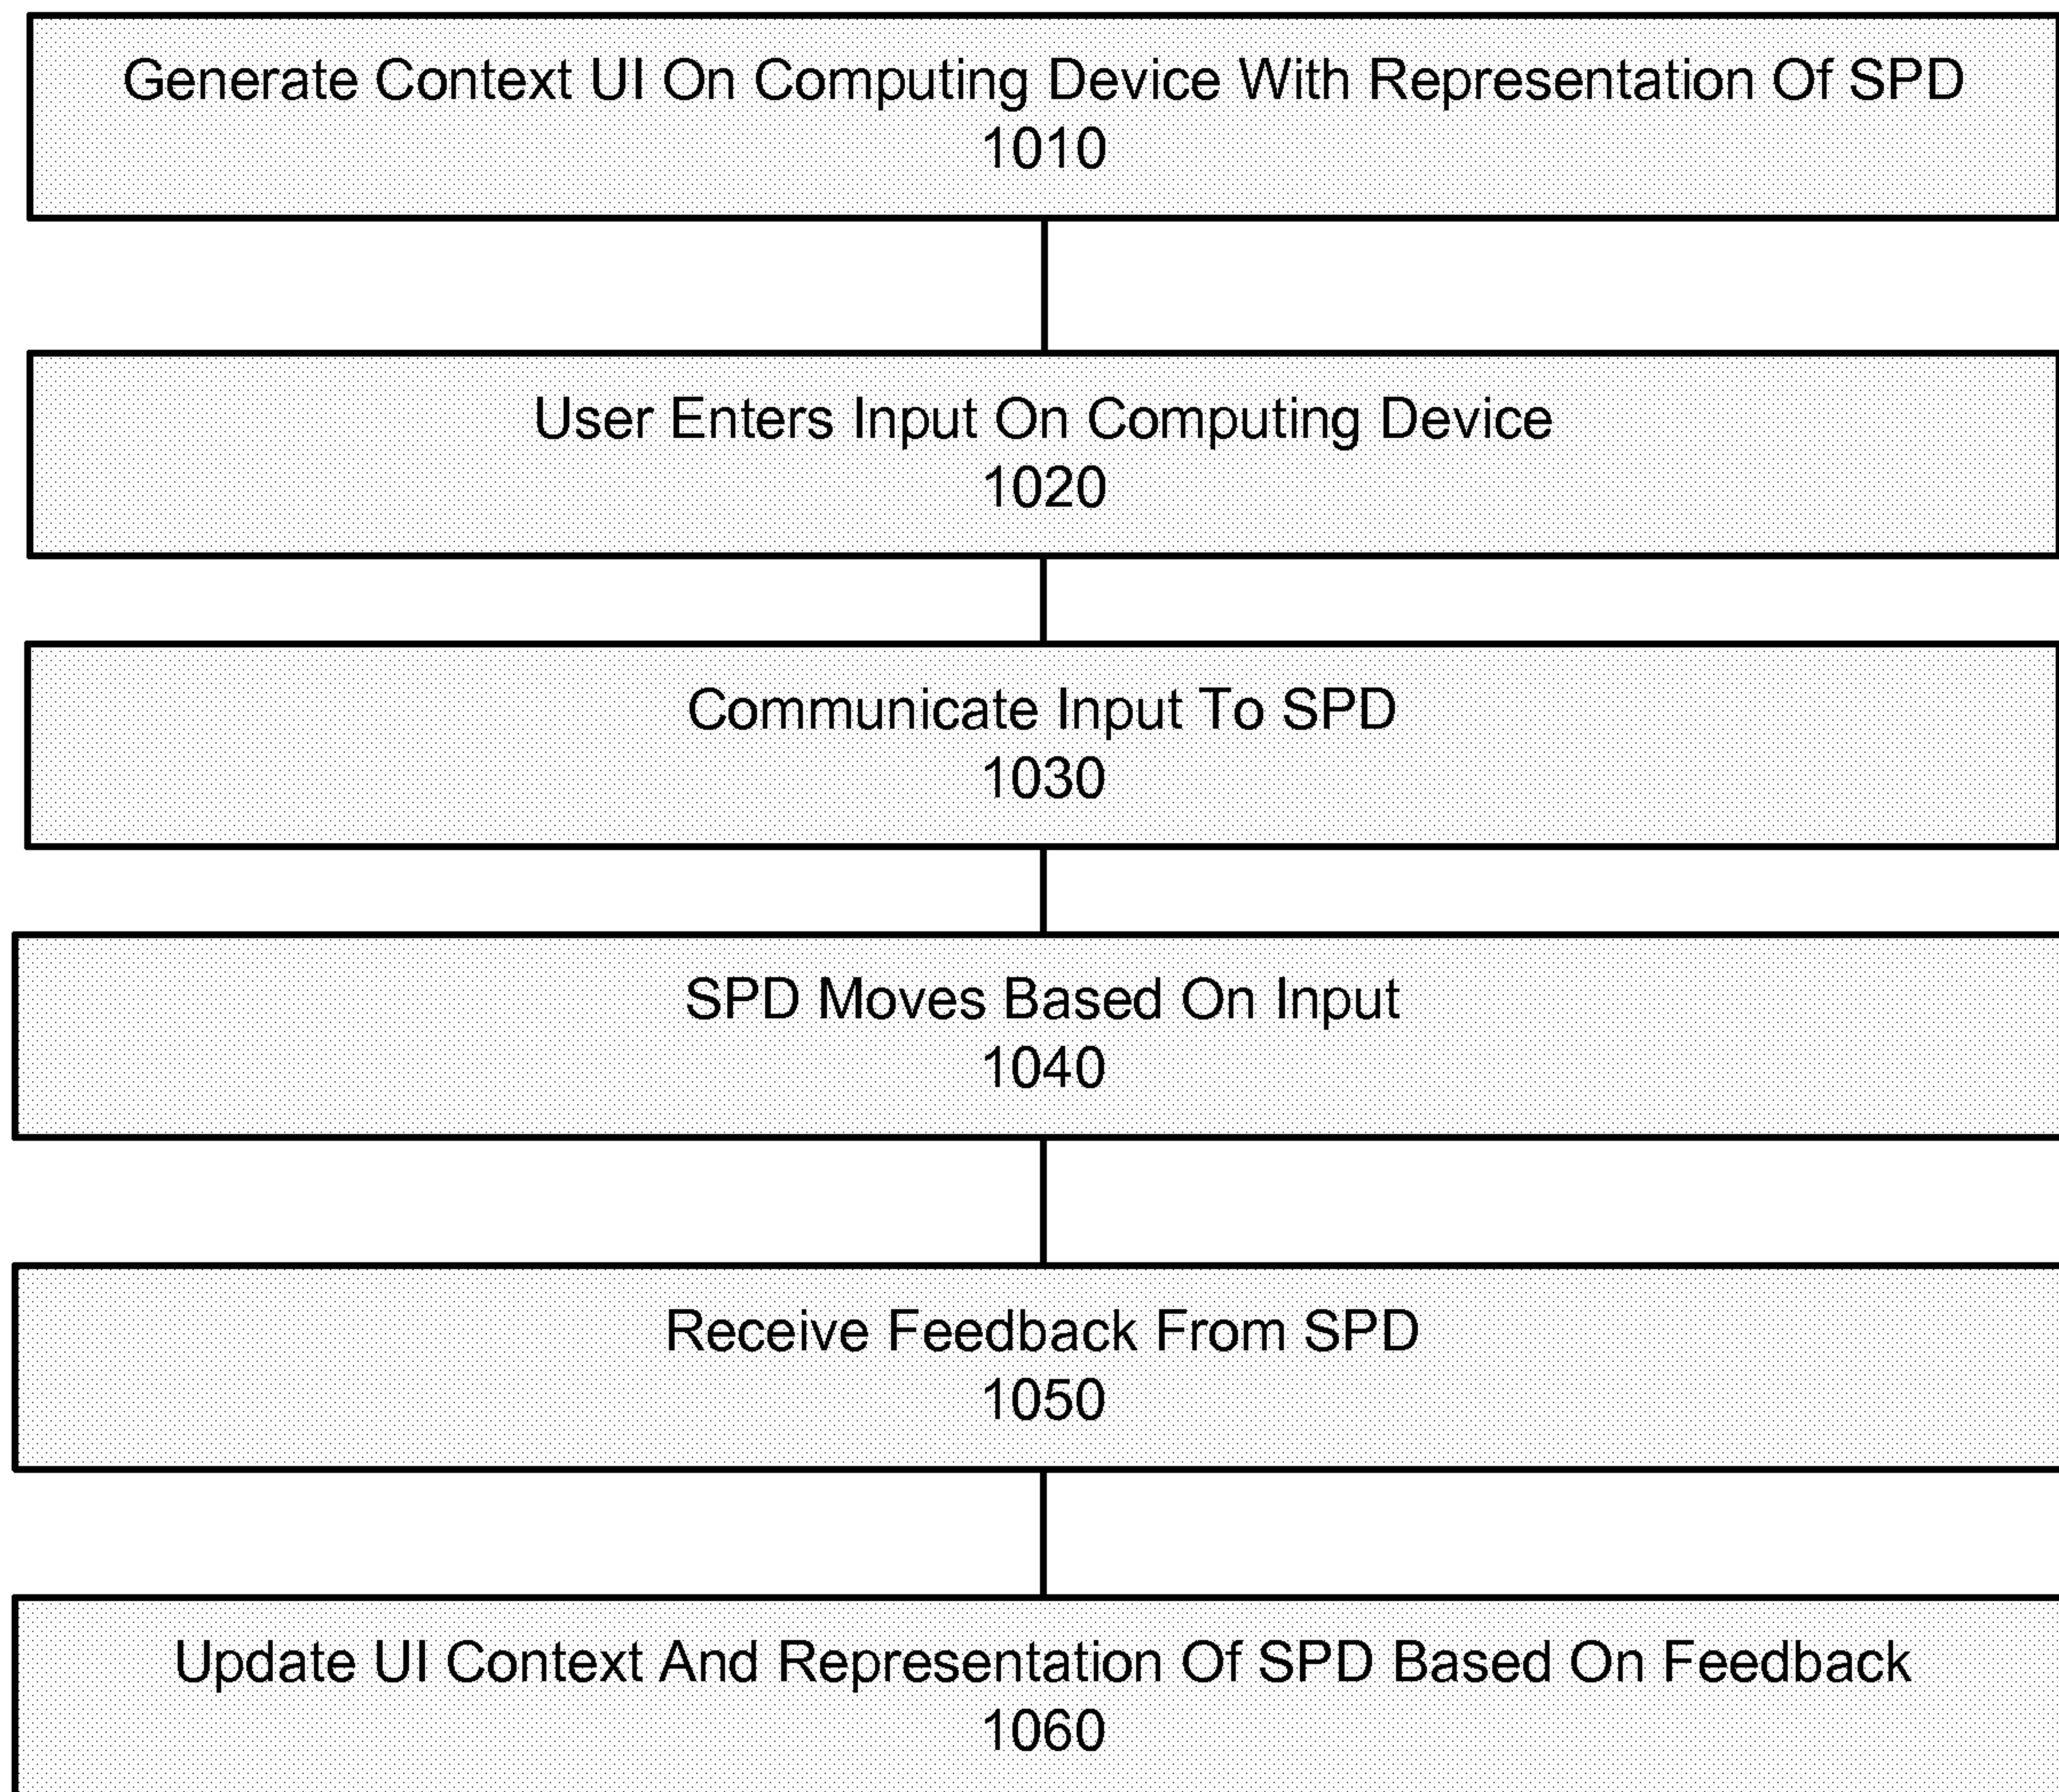 Generate Context UI On Computing Device With Representation Of SPD
1010
User Enters Input On Computing Device
1020
Communicate Input To SPD
1030
SPD Moves Based On Input
1040
Receive Feedback From SPD
1050
Update UI Context And Representation Of SPD Based On Feedback
1060